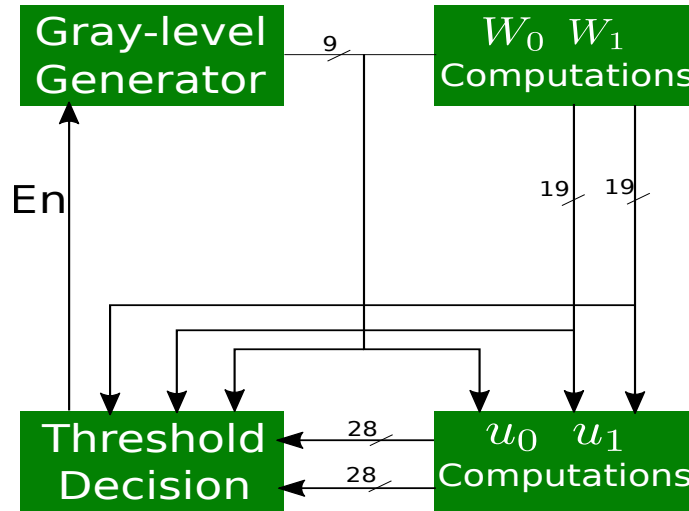 Gray-level
Generator
9
W₀ W₁
Computations
En
19
19
Threshold
Decision
28
28
u₀ u₁
Computations